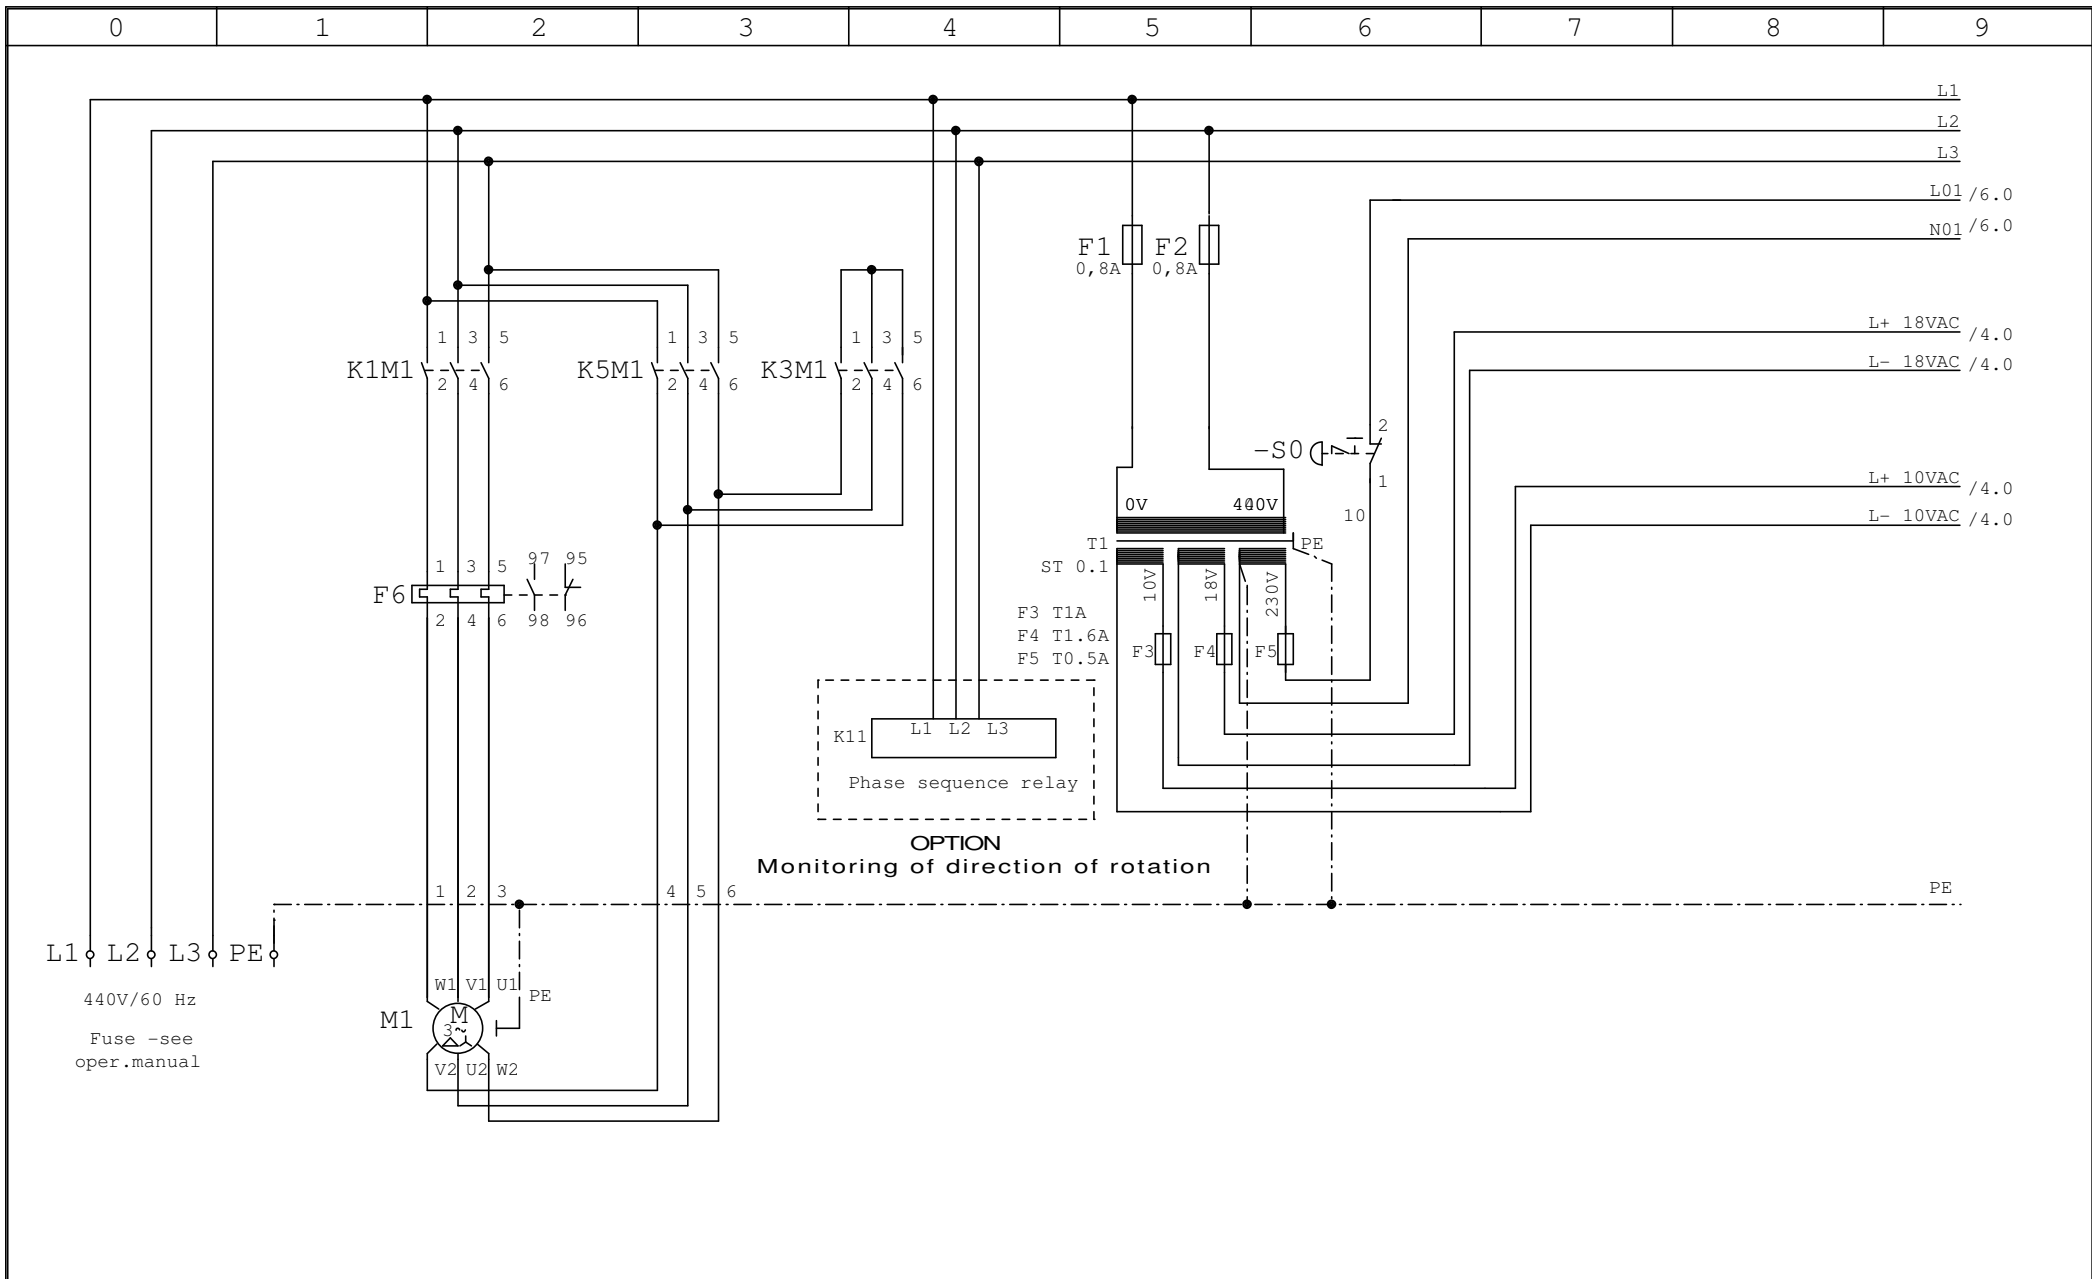 0 1 2 3 4 5 6 7 8 9
L1
L2
L3
L01 /6.0
N01 /6.0
F1 F2
0,8A 0,8A
L+ 18VAC /4.0
L- 18VAC /4.0
1 3 5 1 3 5 1 3 5
K1M1 K5M1 K3M1
2 4 6 2 4 6 2 4 6
2
-S0
1
L+ 10VAC /4.0
L- 10VAC /4.0
0V
10
T1 PE
ST 0.1
10V 18V 230V
1 3 5 97 95
F6
2 4 6 98 96
F3 T1A
F4 T1.6A
F5 T0.5A
F3 F4 F5
L1 L2 L3
K11
Phase sequence relay
OPTION
Monitoring of direction of rotation
1 2 3 4 5 6
PE
L1 L2 L3 PE
440V/60 Hz
Fuse -see
oper.manual
W1 V1 U1 PE
M1
M
3~
V2 U2 W2